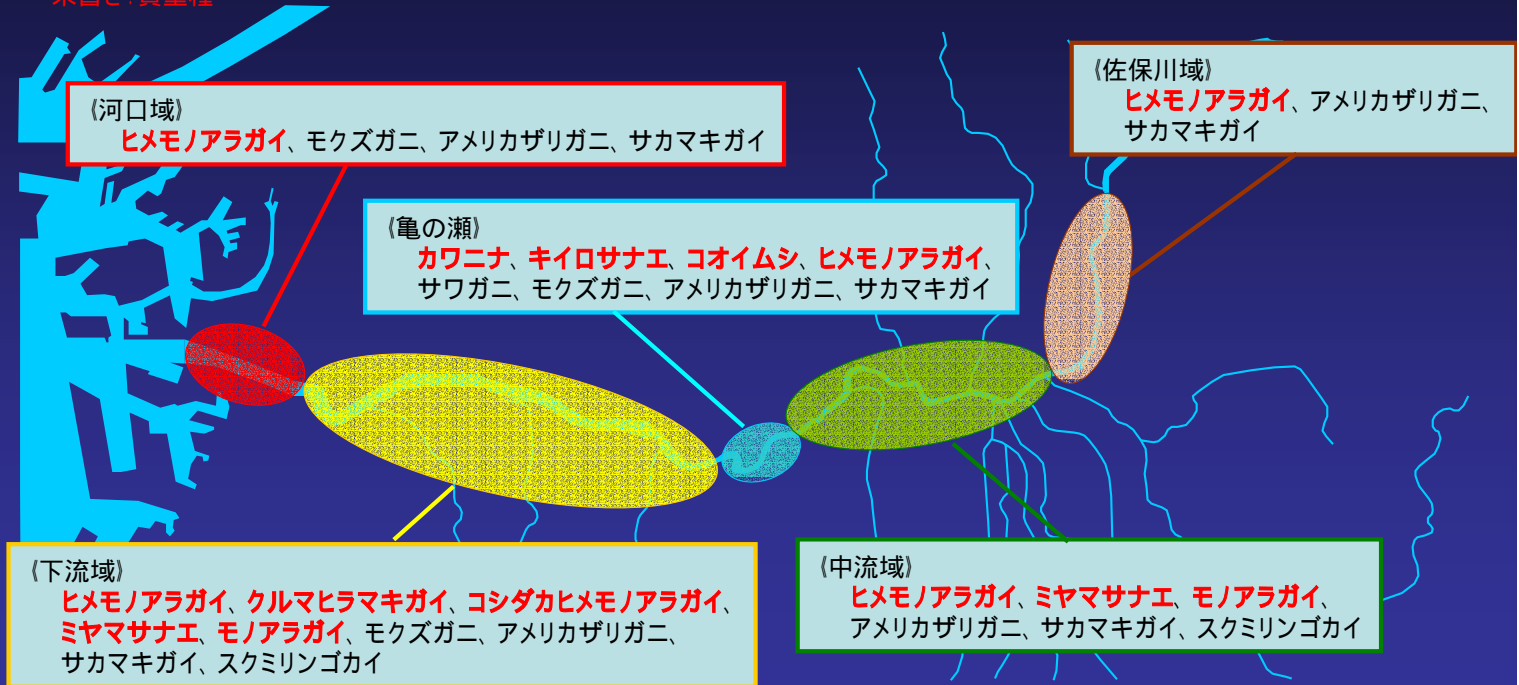 《河口域》
ヒメモノアラガイ、モクズガニ、アメリカザリガニ、サカマキガイ
《佐保川域》
ヒメモノアラガイ、アメリカザリガニ、
サカマキガイ
《亀の瀬》
カワニナ、キイロサナエ、コオイムシ、ヒメモノアラガイ、
サワガニ、モクズガニ、アメリカザリガニ、サカマキガイ
《下流域》
ヒメモノアラガイ、クルマヒラマキガイ、コシダカヒメモノアラガイ、
ミヤマサナエ、モノアラガイ、モクズガニ、アメリカザリガニ、
サカマキガイ、スクミリンゴカイ
《中流域》
ヒメモノアラガイ、ミヤマサナエ、モノアラガイ、
アメリカザリガニ、サカマキガイ、スクミリンゴカイ